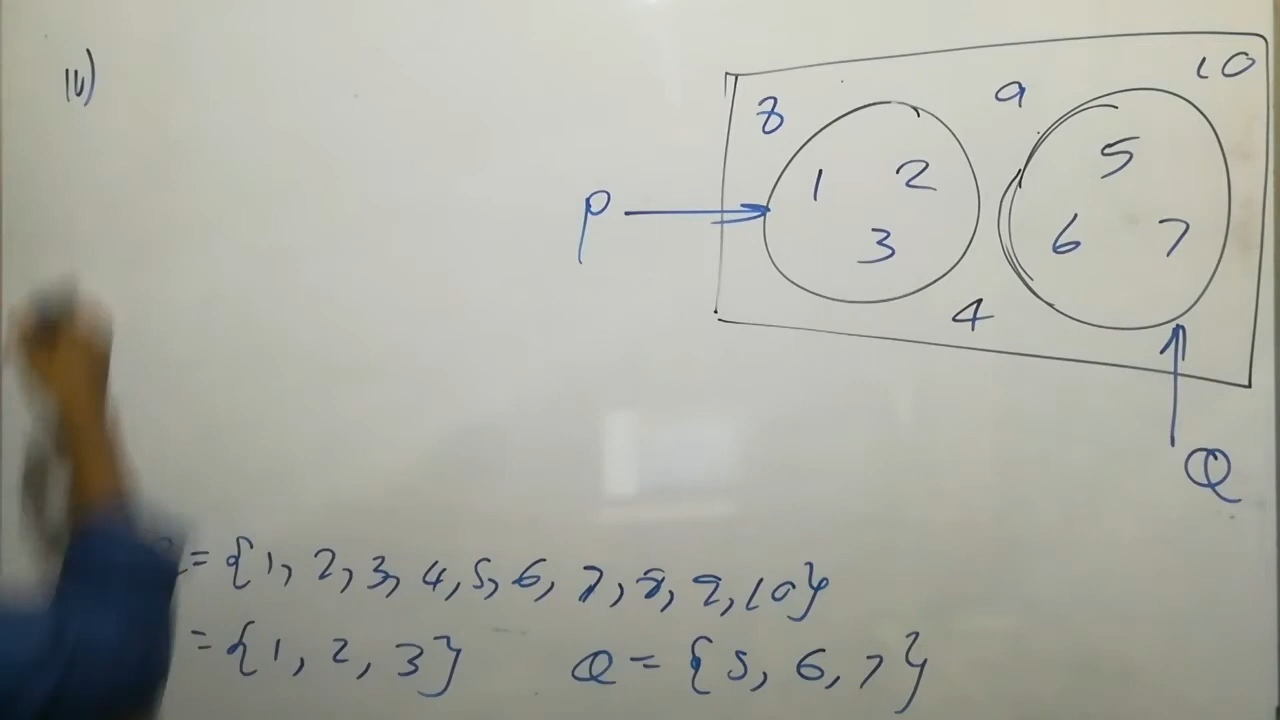 IV)
10
8
9
1 2
5
P
3
6 7
4
Q
= {1, 2, 3, 4, 5, 6, 7, 8, 9, 10}
= {1, 2, 3} Q = {5, 6, 7}